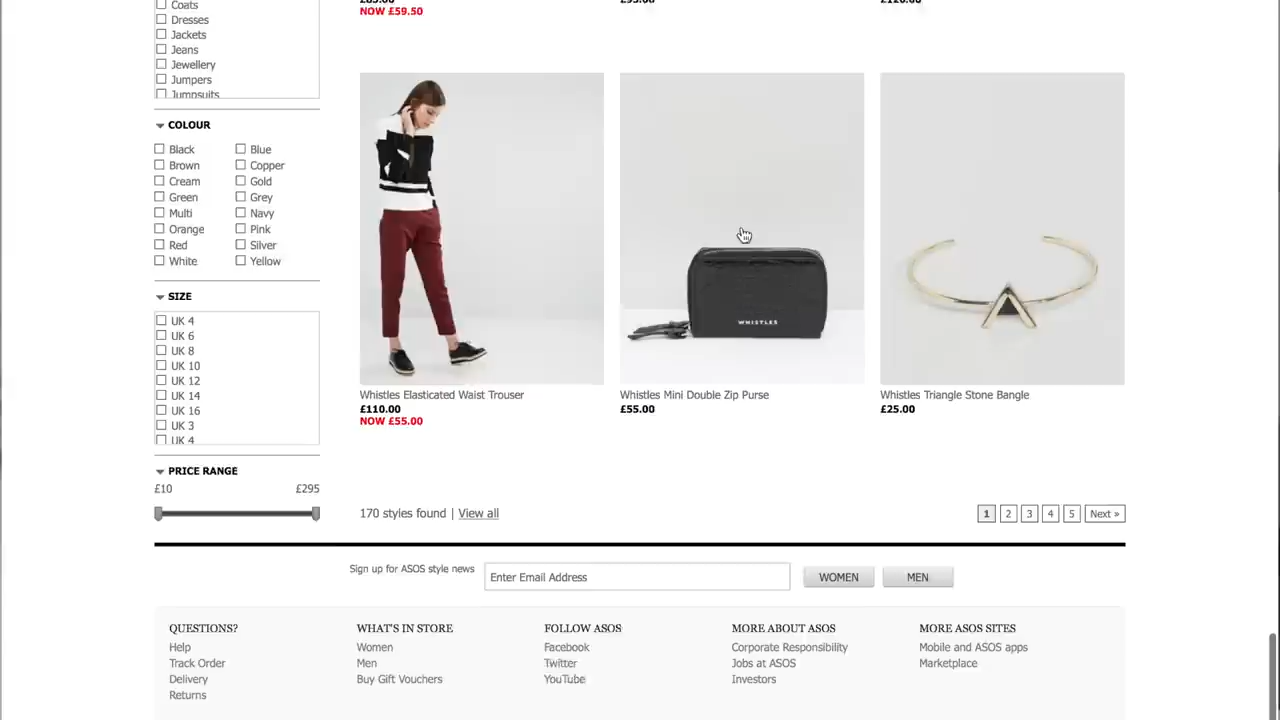 Coats
Dresses
Jackets
Jeans
Jewellery
Jumpers
Jumpsuits
COLOUR
Black
Blue
Brown
Copper
Cream
Gold
Green
Grey
Multi
Navy
Orange
Pink
Red
Silver
White
Yellow
SIZE
UK 4
UK 6
UK 8
UK 10
UK 12
UK 14
UK 16
UK 3
UK 4
PRICE RANGE
£10 £295
NOW £59.50
WHISTLES
Whistles Elasticated Waist Trouser
£110.00
NOW £55.00
Whistles Mini Double Zip Purse
£55.00
Whistles Triangle Stone Bangle
£25.00
170 styles found | View all
1 2 3 4 5 Next »
Sign up for ASOS style news
Enter Email Address
WOMEN
MEN
QUESTIONS?
Help
Track Order
Delivery
Returns
WHAT'S IN STORE
Women
Men
Buy Gift Vouchers
FOLLOW ASOS
Facebook
Twitter
YouTube
MORE ABOUT ASOS
Corporate Responsibility
Jobs at ASOS
Investors
MORE ASOS SITES
Mobile and ASOS apps
Marketplace